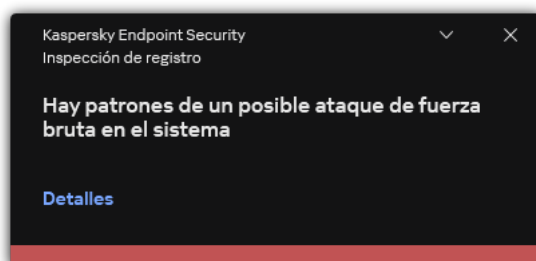 Kaspersky Endpoint Security
Inspección de registro
Hay patrones de un posible ataque de fuerza
bruta en el sistema
Detalles